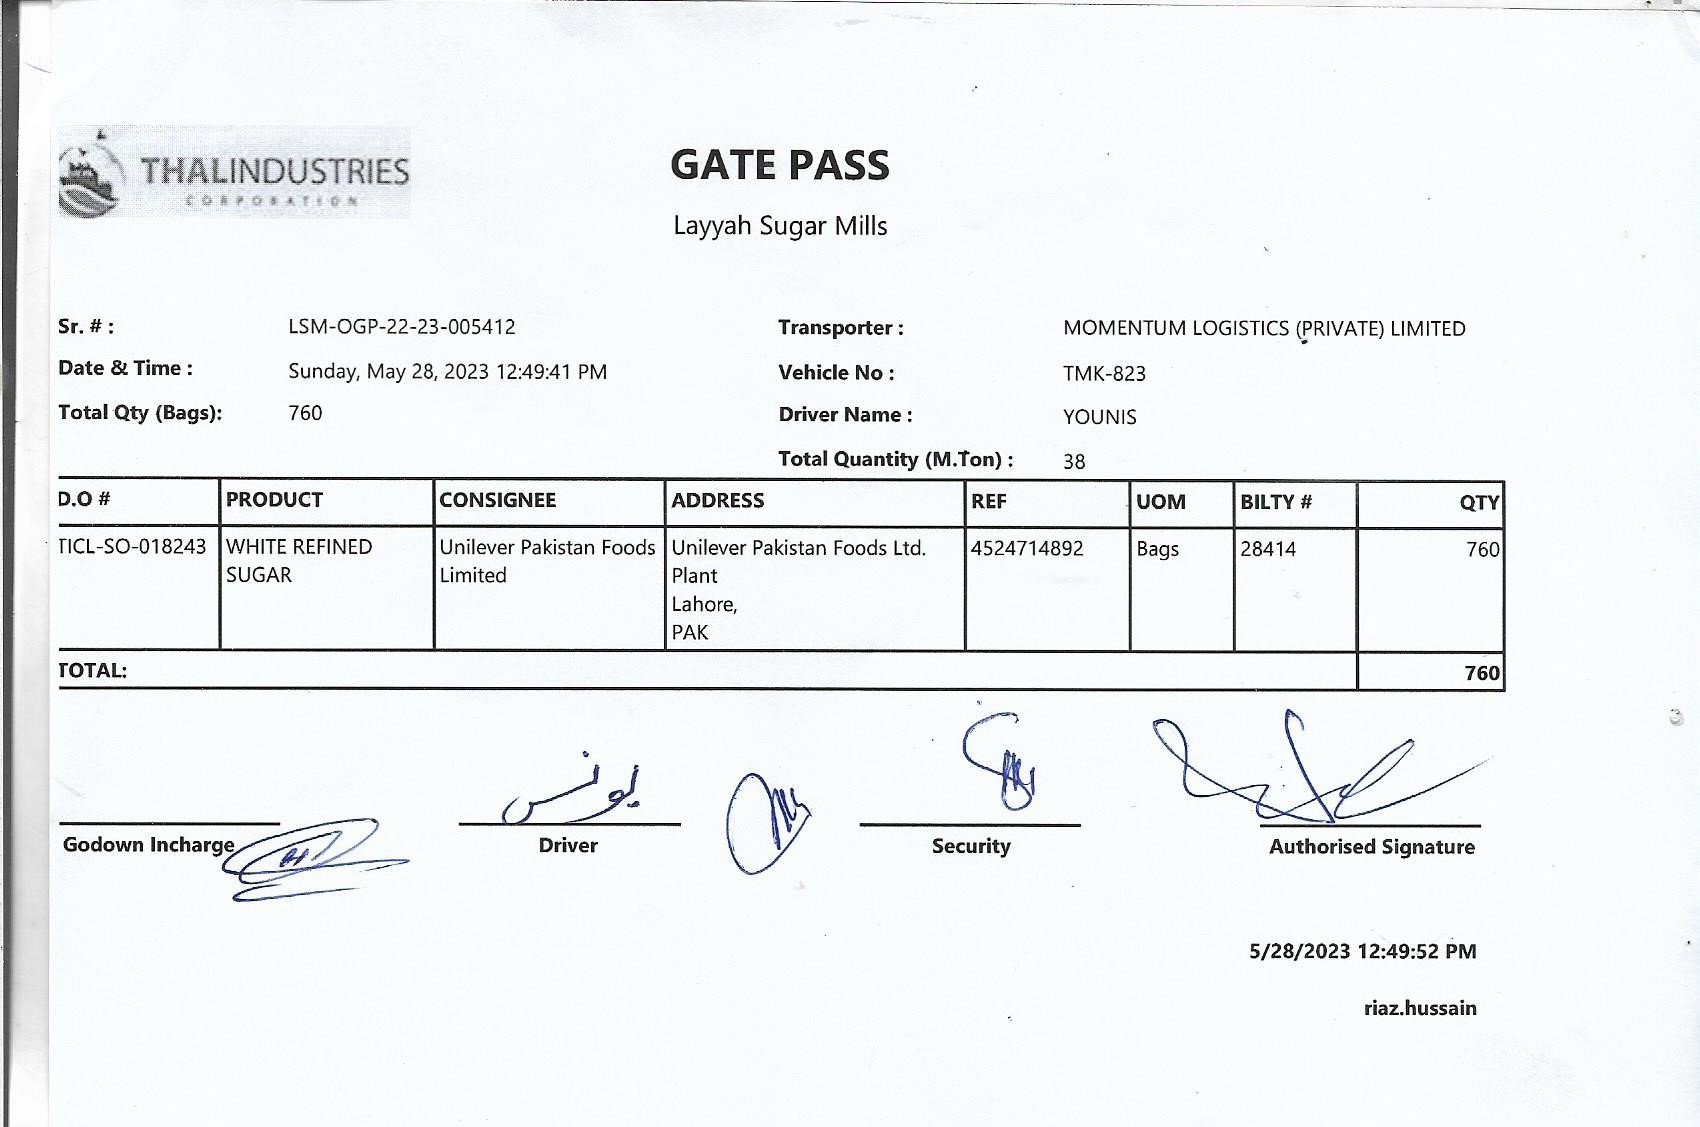 THALINDUSTRIES
CORPORATION
GATE PASS
Layyah Sugar Mills
Sr. # : LSM-OGP-22-23-005412
Transporter : MOMENTUM LOGISTICS (PRIVATE) LIMITED
Date & Time : Sunday, May 28, 2023 12:49:41 PM
Vehicle No : TMK-823
Total Qty (Bags): 760
Driver Name : YOUNIS
Total Quantity (M.Ton) : 38
D.O # PRODUCT CONSIGNEE ADDRESS REF UOM BILTY # QTY
TICL-SO-018243 WHITE REFINED Unilever Pakistan Foods Unilever Pakistan Foods Ltd. 4524714892 Bags 28414 760
SUGAR Limited Plant
Lahore,
PAK
TOTAL: 760
یونس
Godown Incharge Driver Security Authorised Signature
5/28/2023 12:49:52 PM
riaz.hussain